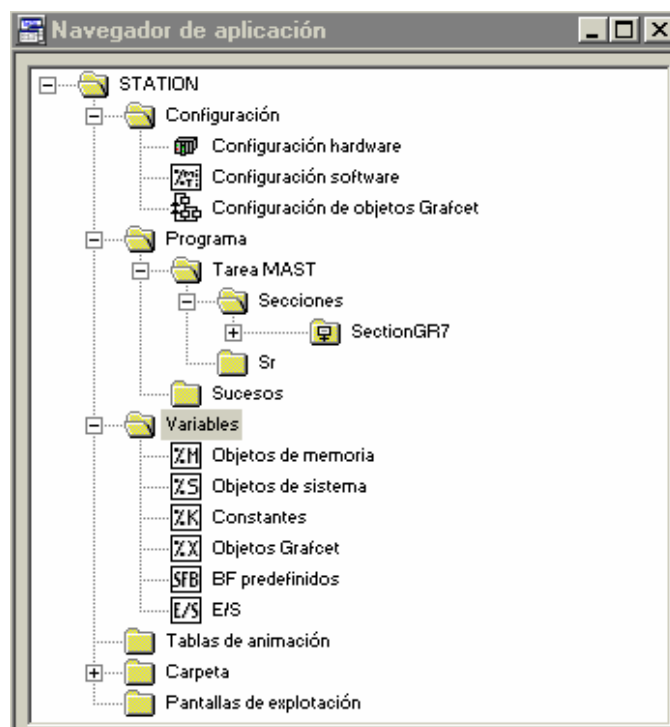 Navegador de aplicación
STATION
Configuración
Configuración hardware
Configuración software
Configuración de objetos Grafcet
Programa
Tarea MAST
Secciones
SectionGR7
Sr
Sucesos
Variables
%M Objetos de memoria
%S Objetos de sistema
%K Constantes
%X Objetos Grafcet
SFB BF predefinidos
E/S E/S
Tablas de animación
Carpeta
Pantallas de explotación